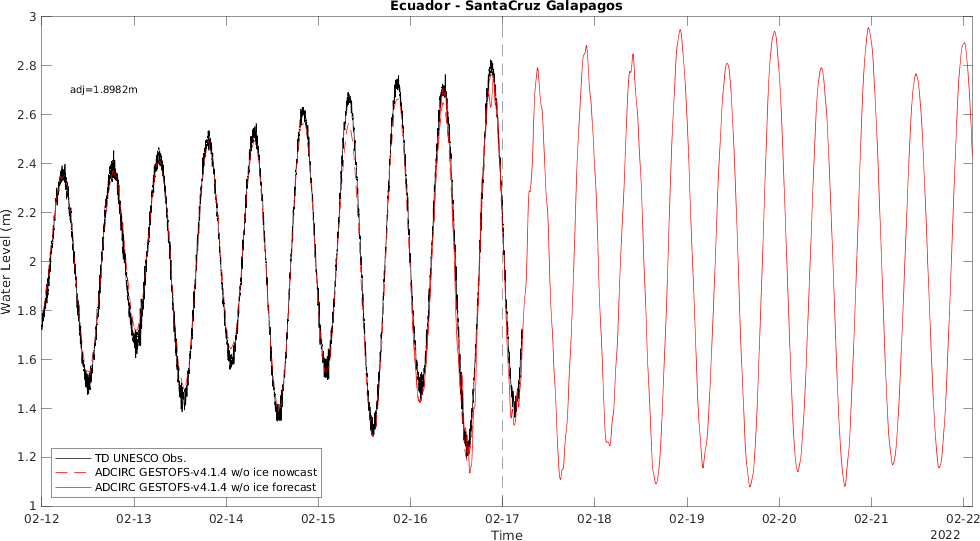 Ecuador - SantaCruz Galapagos
3
2.8
2.6
2.4
2.2
2
1.8
1.6
1.4
1.2
1
Water Level (m)
adj=1.8982m
TD UNESCO Obs.
ADCIRC GESTOFS-v4.1.4 w/o ice nowcast
ADCIRC GESTOFS-v4.1.4 w/o ice forecast
02-12 02-13 02-14 02-15 02-16 02-17 02-18 02-19 02-20 02-21 02-22
Time
2022